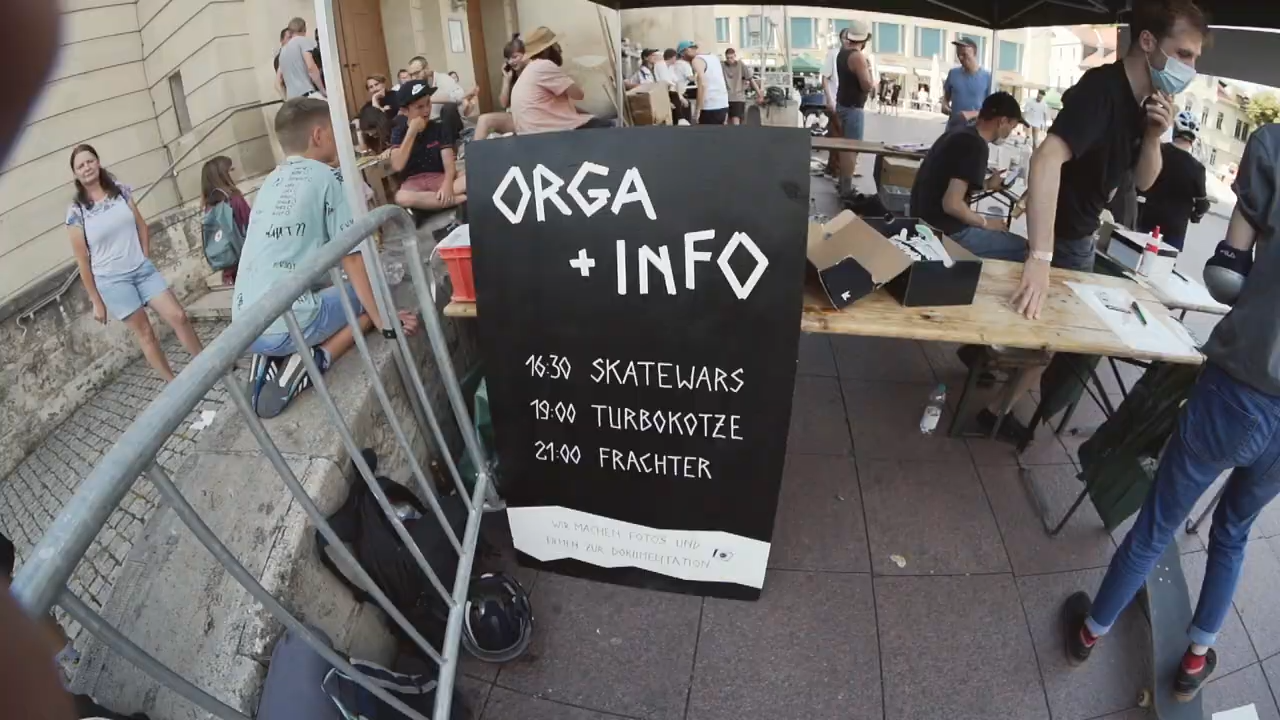 ORGA
+ INFO
16:30 SKATEWARS
19:00 TURBOKOTZE
21:00 FRACHTER
WIR MACHEN FOTOS UND
FILMEN ZUR DOKUMENTATION